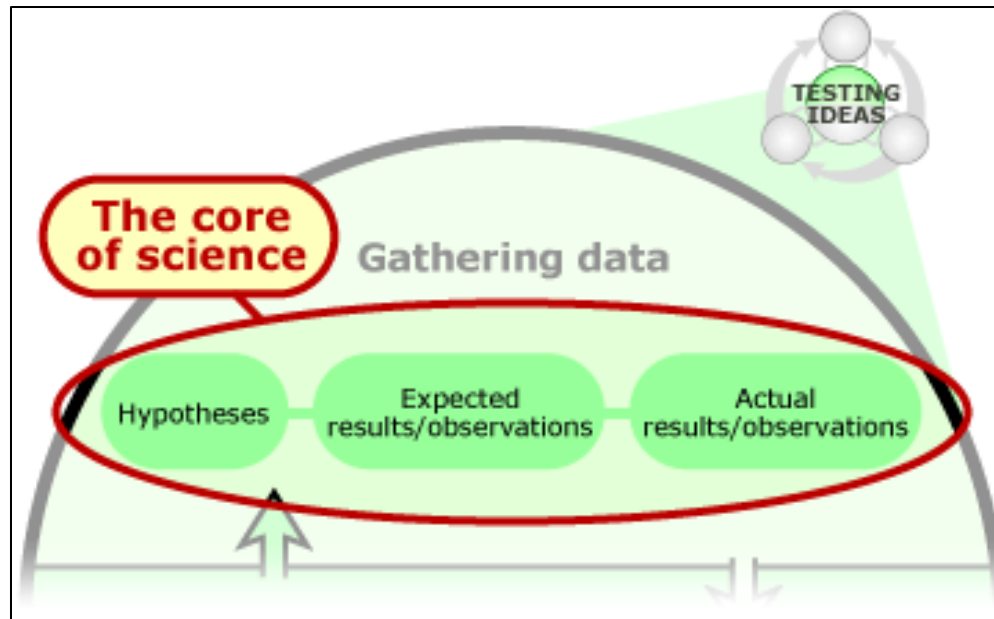 TESTING
IDEAS
The core
of science
Gathering data
Hypotheses
Expected
results/observations
Actual
results/observations